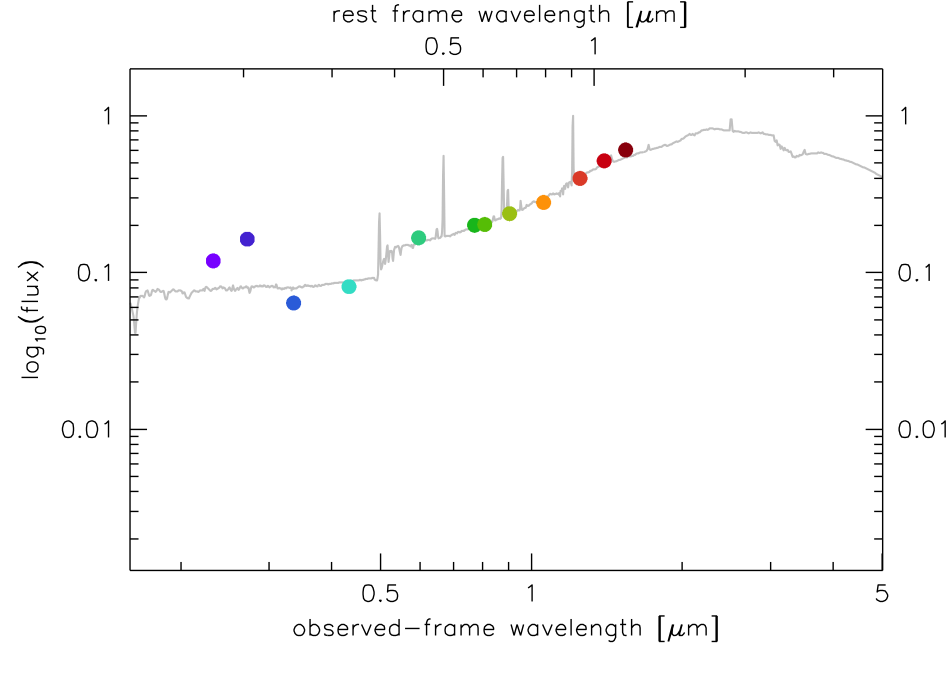 rest frame wavelength [μm]
0.5 1
1 1
0.1 0.1
log10(flux)
0.01 0.01
0.5 1 5
observed-frame wavelength [μm]